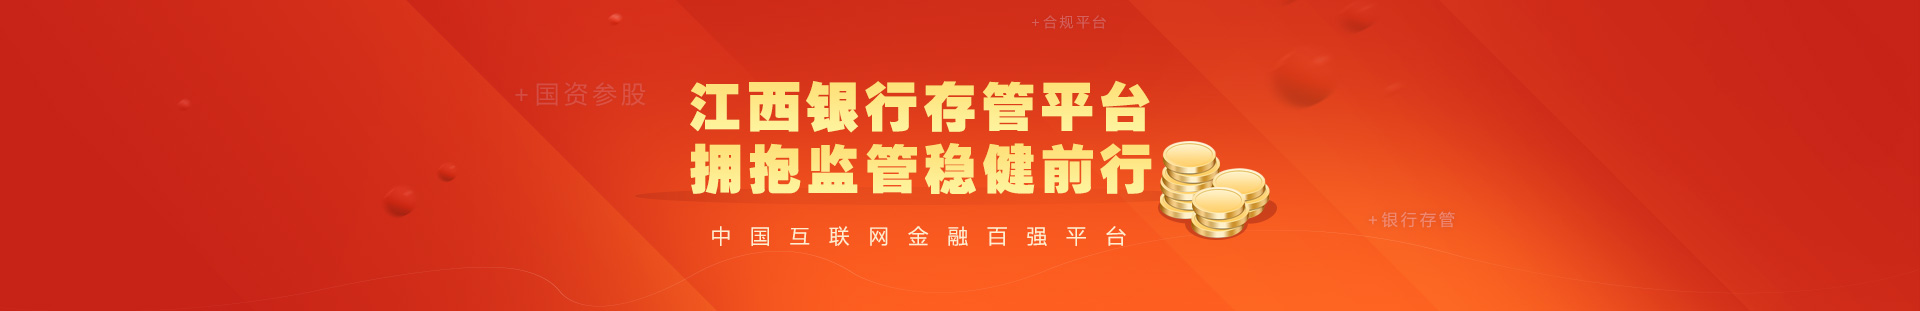 +合规平台
+国资参股
江西银行存管平台
拥抱监管稳健前行
+银行存管
中国互联网金融百强平台